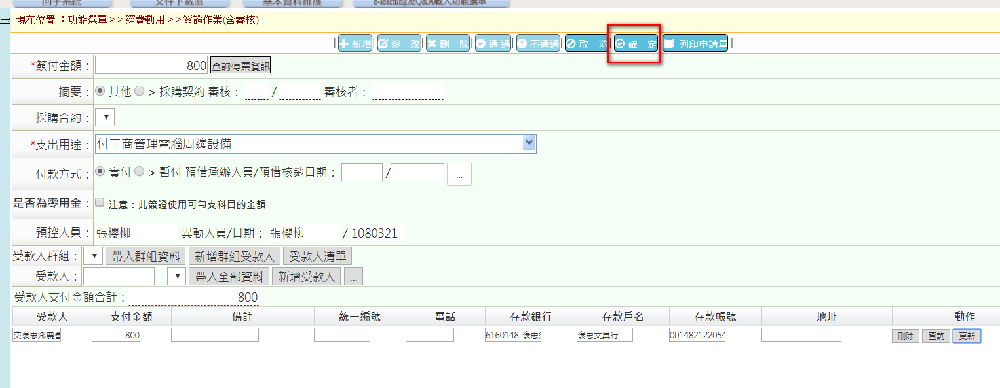 回子系統 文件下載區 基本資料維護 e-learning及Q&A載入功能選單
現在位置 ：功能選單>>經費動用>>簽證作業(含審核)
新增 修 改 刪 除 通 過 不通過 取 消 確 定 列印申請單
*簽付金額： 800 查詢傳票資訊
摘要： 其他 > 採購契約 審核： / 審核者：
採購合約：
*支出用途： 付工商管理電腦周邊設備
付款方式： 實付 > 暫付 預借承辦人員/預借核銷日期： / ...
是否為零用金： 注意：此簽證使用可勻支科目的金額
預控人員： 張櫻柳 異動人員/日期： 張櫻柳 / 1080321
受款人群組： 帶入群組資料 新增群組受款人 受款人清單
受款人： 帶入全部資料 新增受款人 ...
受款人支付金額合計： 800
受款人 支付金額 備註 統一編號 電話 存款銀行 存款戶名 存款帳號 地址 動作
交褒忠鄉農會 800 6160148-褒忠 褒忠文具行 001482122054 刪除 查詢 更新